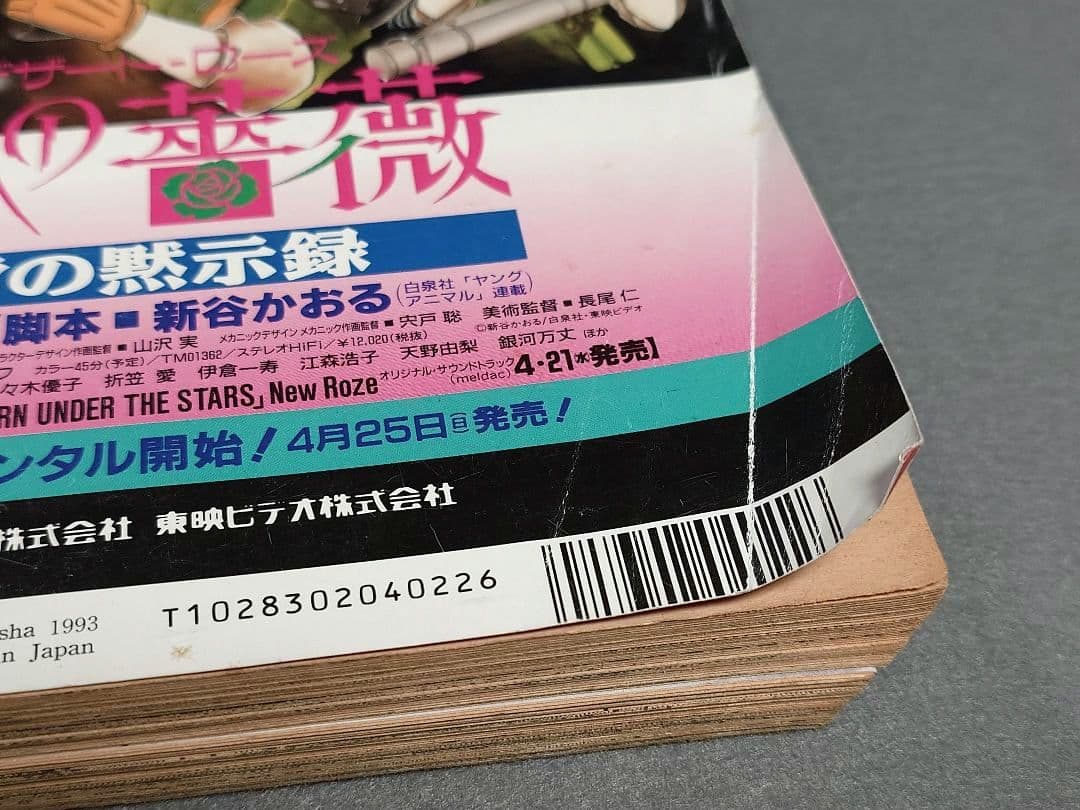 デザート・ローズ
の薔薇
の黙示録
脚本■新谷かおる(白泉社「ヤングアニマル」連載)
ラクターデザイン作画監督■山沢 実 メカニックデザイン メカニック作画監督■宍戸 聡 美術監督■長尾 仁
カラー45分(予定)/TM01362/ステレオHiFi/¥12,020(税抜) ©新谷かおる/白泉社・東映ビデオ
々木優子 折笠 愛 伊倉一寿 江森浩子 天野由梨 銀河万丈 ほか
RN UNDER THE STARS」New Roze オリジナル・サウンドトラック(meldac)4・21㊌発売】
ンタル開始！4月25日㊐発売！
株式会社 東映ビデオ株式会社
T1028302040226
sha 1993
n Japan